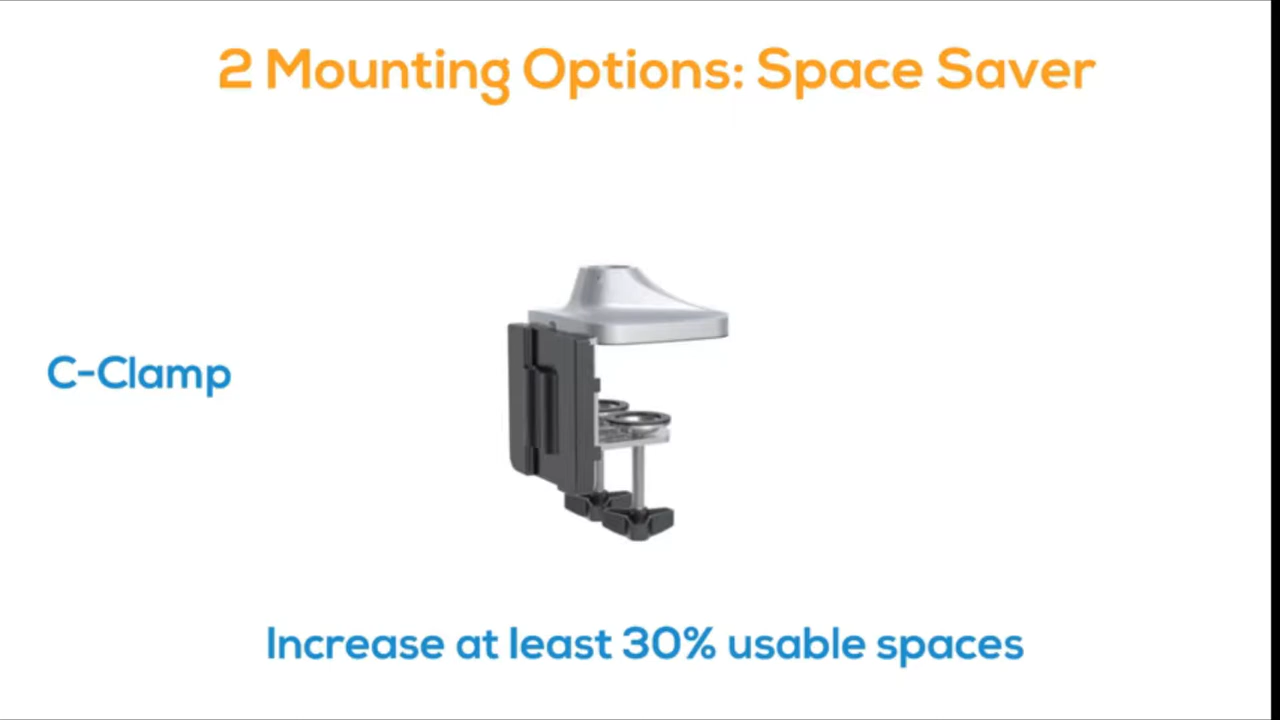 2 Mounting Options: Space Saver
C-Clamp
Increase at least 30% usable spaces